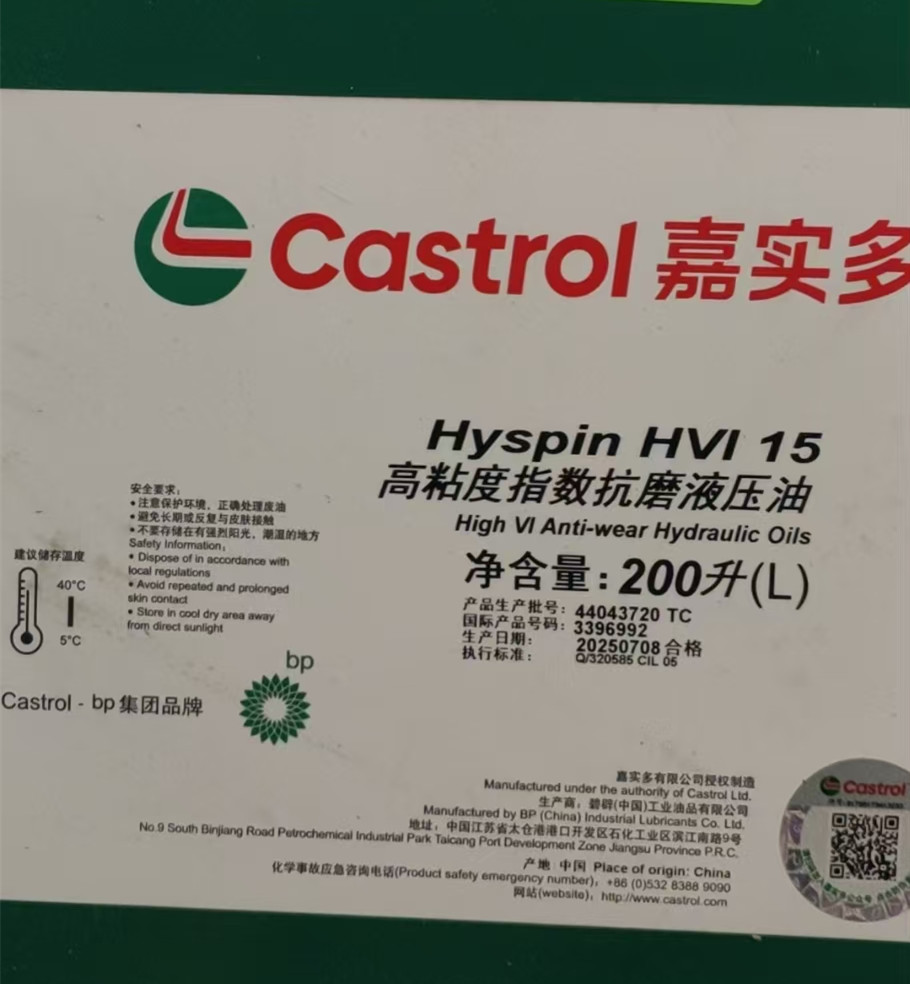 Castrol 嘉实多
Hyspin HVI 15
高粘度指数抗磨液压油
High VI Anti-wear Hydraulic Oils
净含量：200升(L)
产品生产批号：44043720 TC
国际产品号码：3396992
生产日期：20250708 合格
执行标准：Q/320585 CIL 05
安全要求：
• 注意保护环境，正确处理废油
• 避免长期或反复与皮肤接触
• 不要存储在有强烈阳光，潮湿的地方
Safety Information，
• Dispose of in accordance with
local regulations
• Avoid repeated and prolonged
skin contact
• Store in cool dry area away
from direct sunlight
建议储存温度
40°C
5°C
bp
Castrol - bp 集团品牌
嘉实多有限公司授权制造
Manufactured under the authority of Castrol Ltd.
生产商，碧辟(中国)工业油品有限公司
Manufactured by BP (China) Industrial Lubricants Co. Ltd.
地址，中国江苏省太仓港港口开发区石化工业区滨江南路9号
No.9 South Binjiang Road Petrochemical Industrial Park Taicang Port Development Zone Jiangsu Province P.R.C.
产地 中国 Place of origin: China
化学事故应急咨询电话(Product safety emergency number)，+86 (0)532 8388 9090
网站(website)，http://www.castrol.com
Castrol